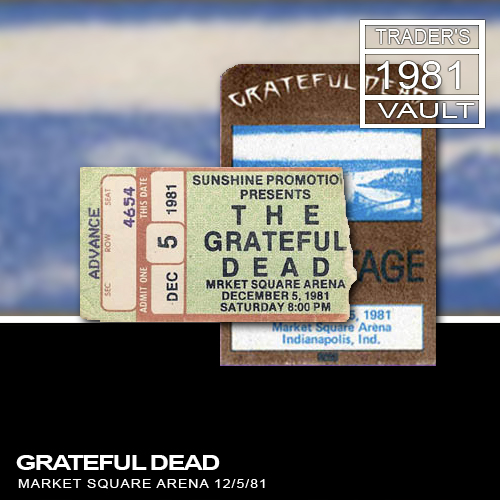 TRADER'S
1981
VAULT
GRATEFUL DEAD
SUNSHINE PROMOTIO
PRESENTS
THE
GRATEFUL
DEAD
MRKET SQUARE ARENA
DECEMBER 5, 1981
SATURDAY 8:00 PM
ADVANCE
SEC ROW SEAT
4654
ADMIT ONE THIS DATE
DEC 5 1981
TAGE
5, 1981
Market Square Arena
Indianapolis, Ind.
GRATEFUL DEAD
MARKET SQUARE ARENA 12/5/81